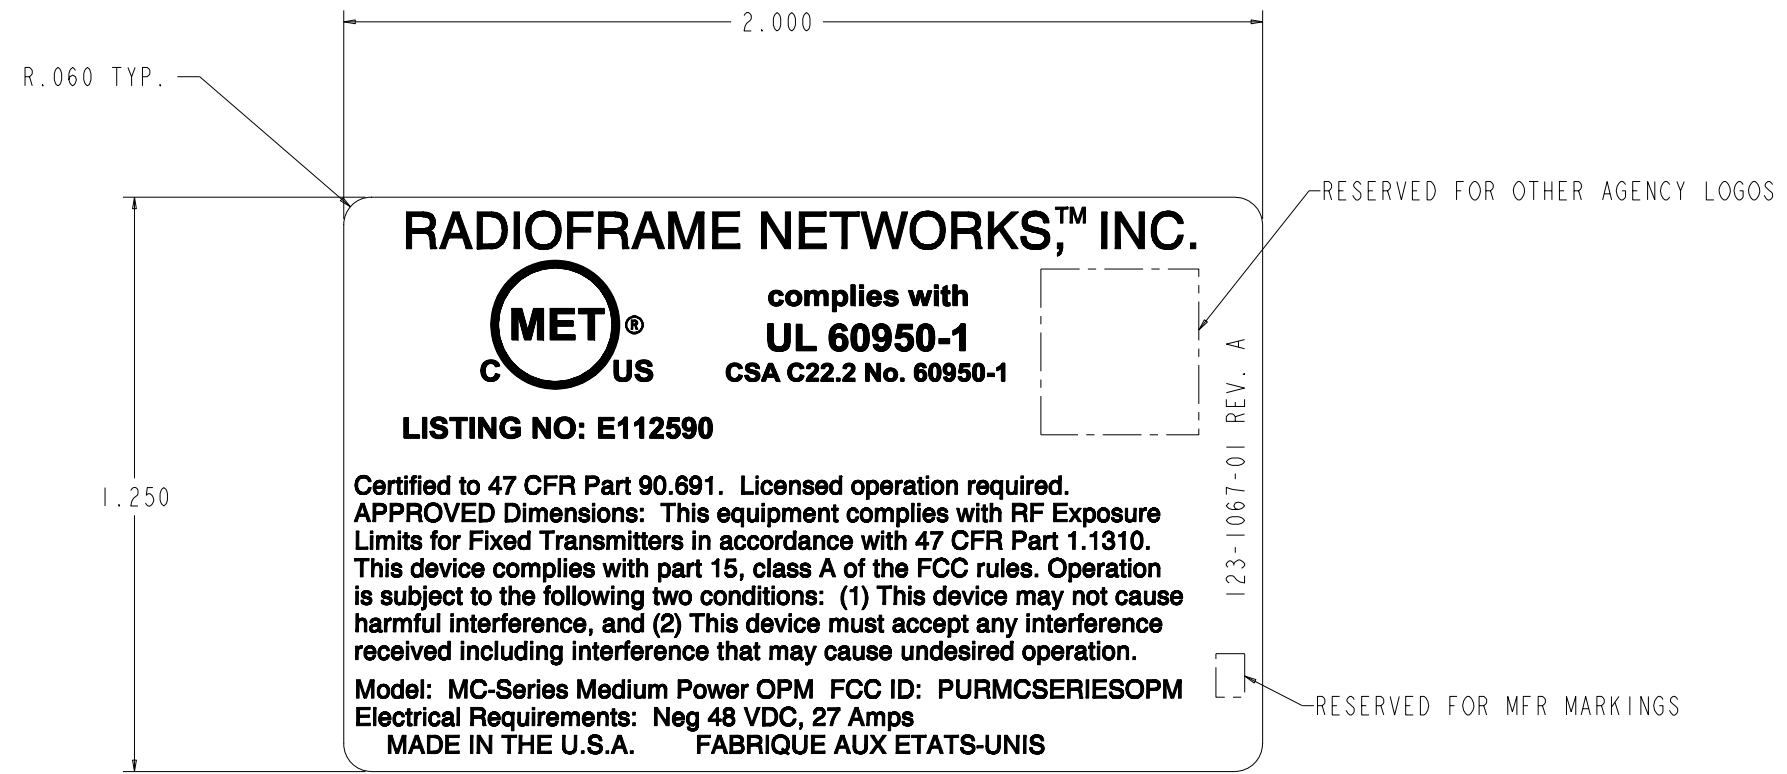 2.000
R.060 TYP.
RESERVED FOR OTHER AGENCY LOGOS
RADIOFRAME NETWORKS,™ INC.
MET ®
C US
complies with
UL 60950-1
CSA C22.2 No. 60950-1
LISTING NO: E112590
123-1067-01 REV. A
1.250
Certified to 47 CFR Part 90.691. Licensed operation required.
APPROVED Dimensions: This equipment complies with RF Exposure
Limits for Fixed Transmitters in accordance with 47 CFR Part 1.1310.
This device complies with part 15, class A of the FCC rules. Operation
is subject to the following two conditions: (1) This device may not cause
harmful interference, and (2) This device must accept any interference
received including interference that may cause undesired operation.
Model: MC-Series Medium Power OPM FCC ID: PURMCSERIESOPM
Electrical Requirements: Neg 48 VDC, 27 Amps
MADE IN THE U.S.A. FABRIQUE AUX ETATS-UNIS
RESERVED FOR MFR MARKINGS